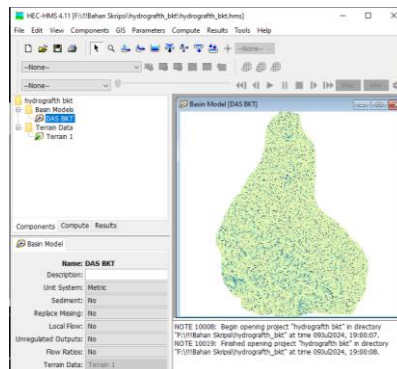 HEC-HMS 4.11 [F:\!!!Bahan Skripsi\hydrografth_bkt\hydrografth_bkt.hms]
File Edit View Components GIS Parameters Compute Results Tools Help
--None--
--None--
--None--
hydrografth bkt
Basin Models
DAS BKT
Terrain Data
Terrain 1
Basin Model [DAS BKT]
Components Compute Results
Basin Model
Name: DAS BKT
Description:
Unit System: Metric
Sediment: No
Replace Missing: No
Local Flow: No
Unregulated Outputs: No
Flow Ratios: No
Terrain Data: Terrain 1
NOTE 10008: Begin opening project "hydrografth bkt" in directory
"F:\!!!Bahan Skripsi\hydrografth_bkt" at time 09Jul2024, 19:00:07.
NOTE 10019: Finished opening project "hydrografth bkt" in directory
"F:\!!!Bahan Skripsi\hydrografth_bkt" at time 09Jul2024, 19:00:08.